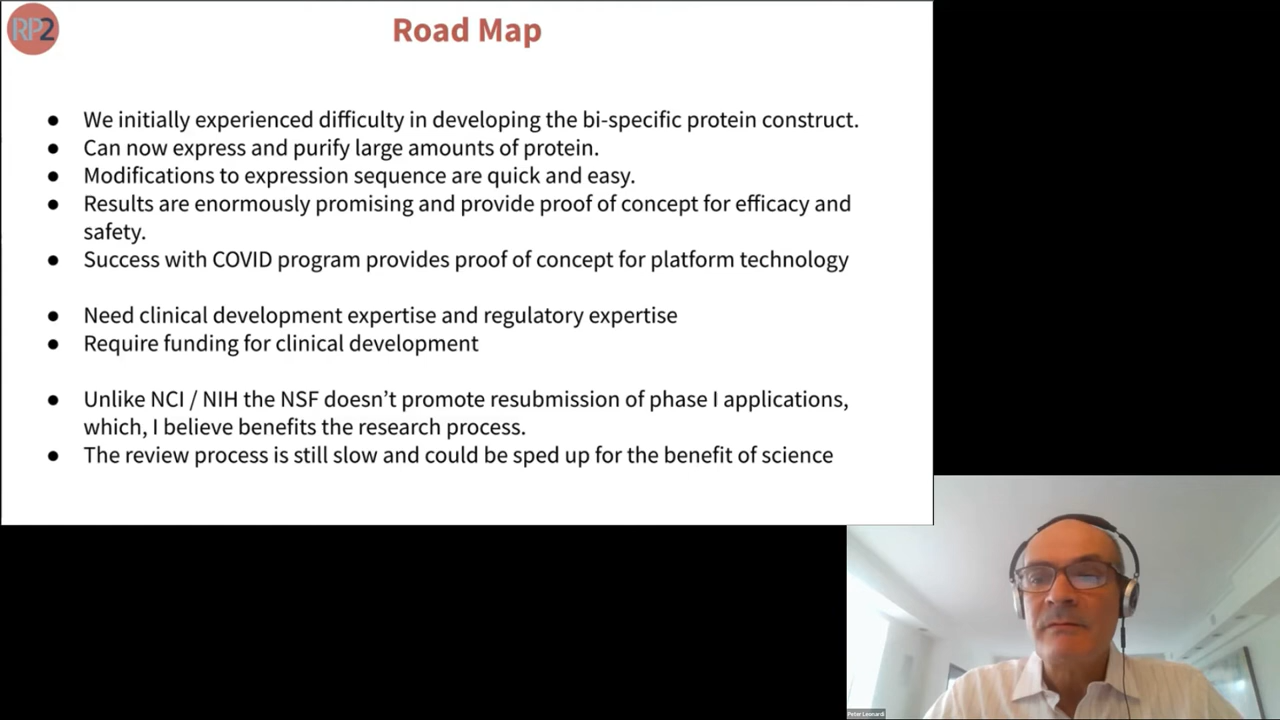 RP2
Road Map
● We initially experienced difficulty in developing the bi-specific protein construct.
● Can now express and purify large amounts of protein.
● Modifications to expression sequence are quick and easy.
● Results are enormously promising and provide proof of concept for efficacy and
safety.
● Success with COVID program provides proof of concept for platform technology
● Need clinical development expertise and regulatory expertise
● Require funding for clinical development
● Unlike NCI / NIH the NSF doesn’t promote resubmission of phase I applications,
which, I believe benefits the research process.
● The review process is still slow and could be sped up for the benefit of science
Peter Leonardi